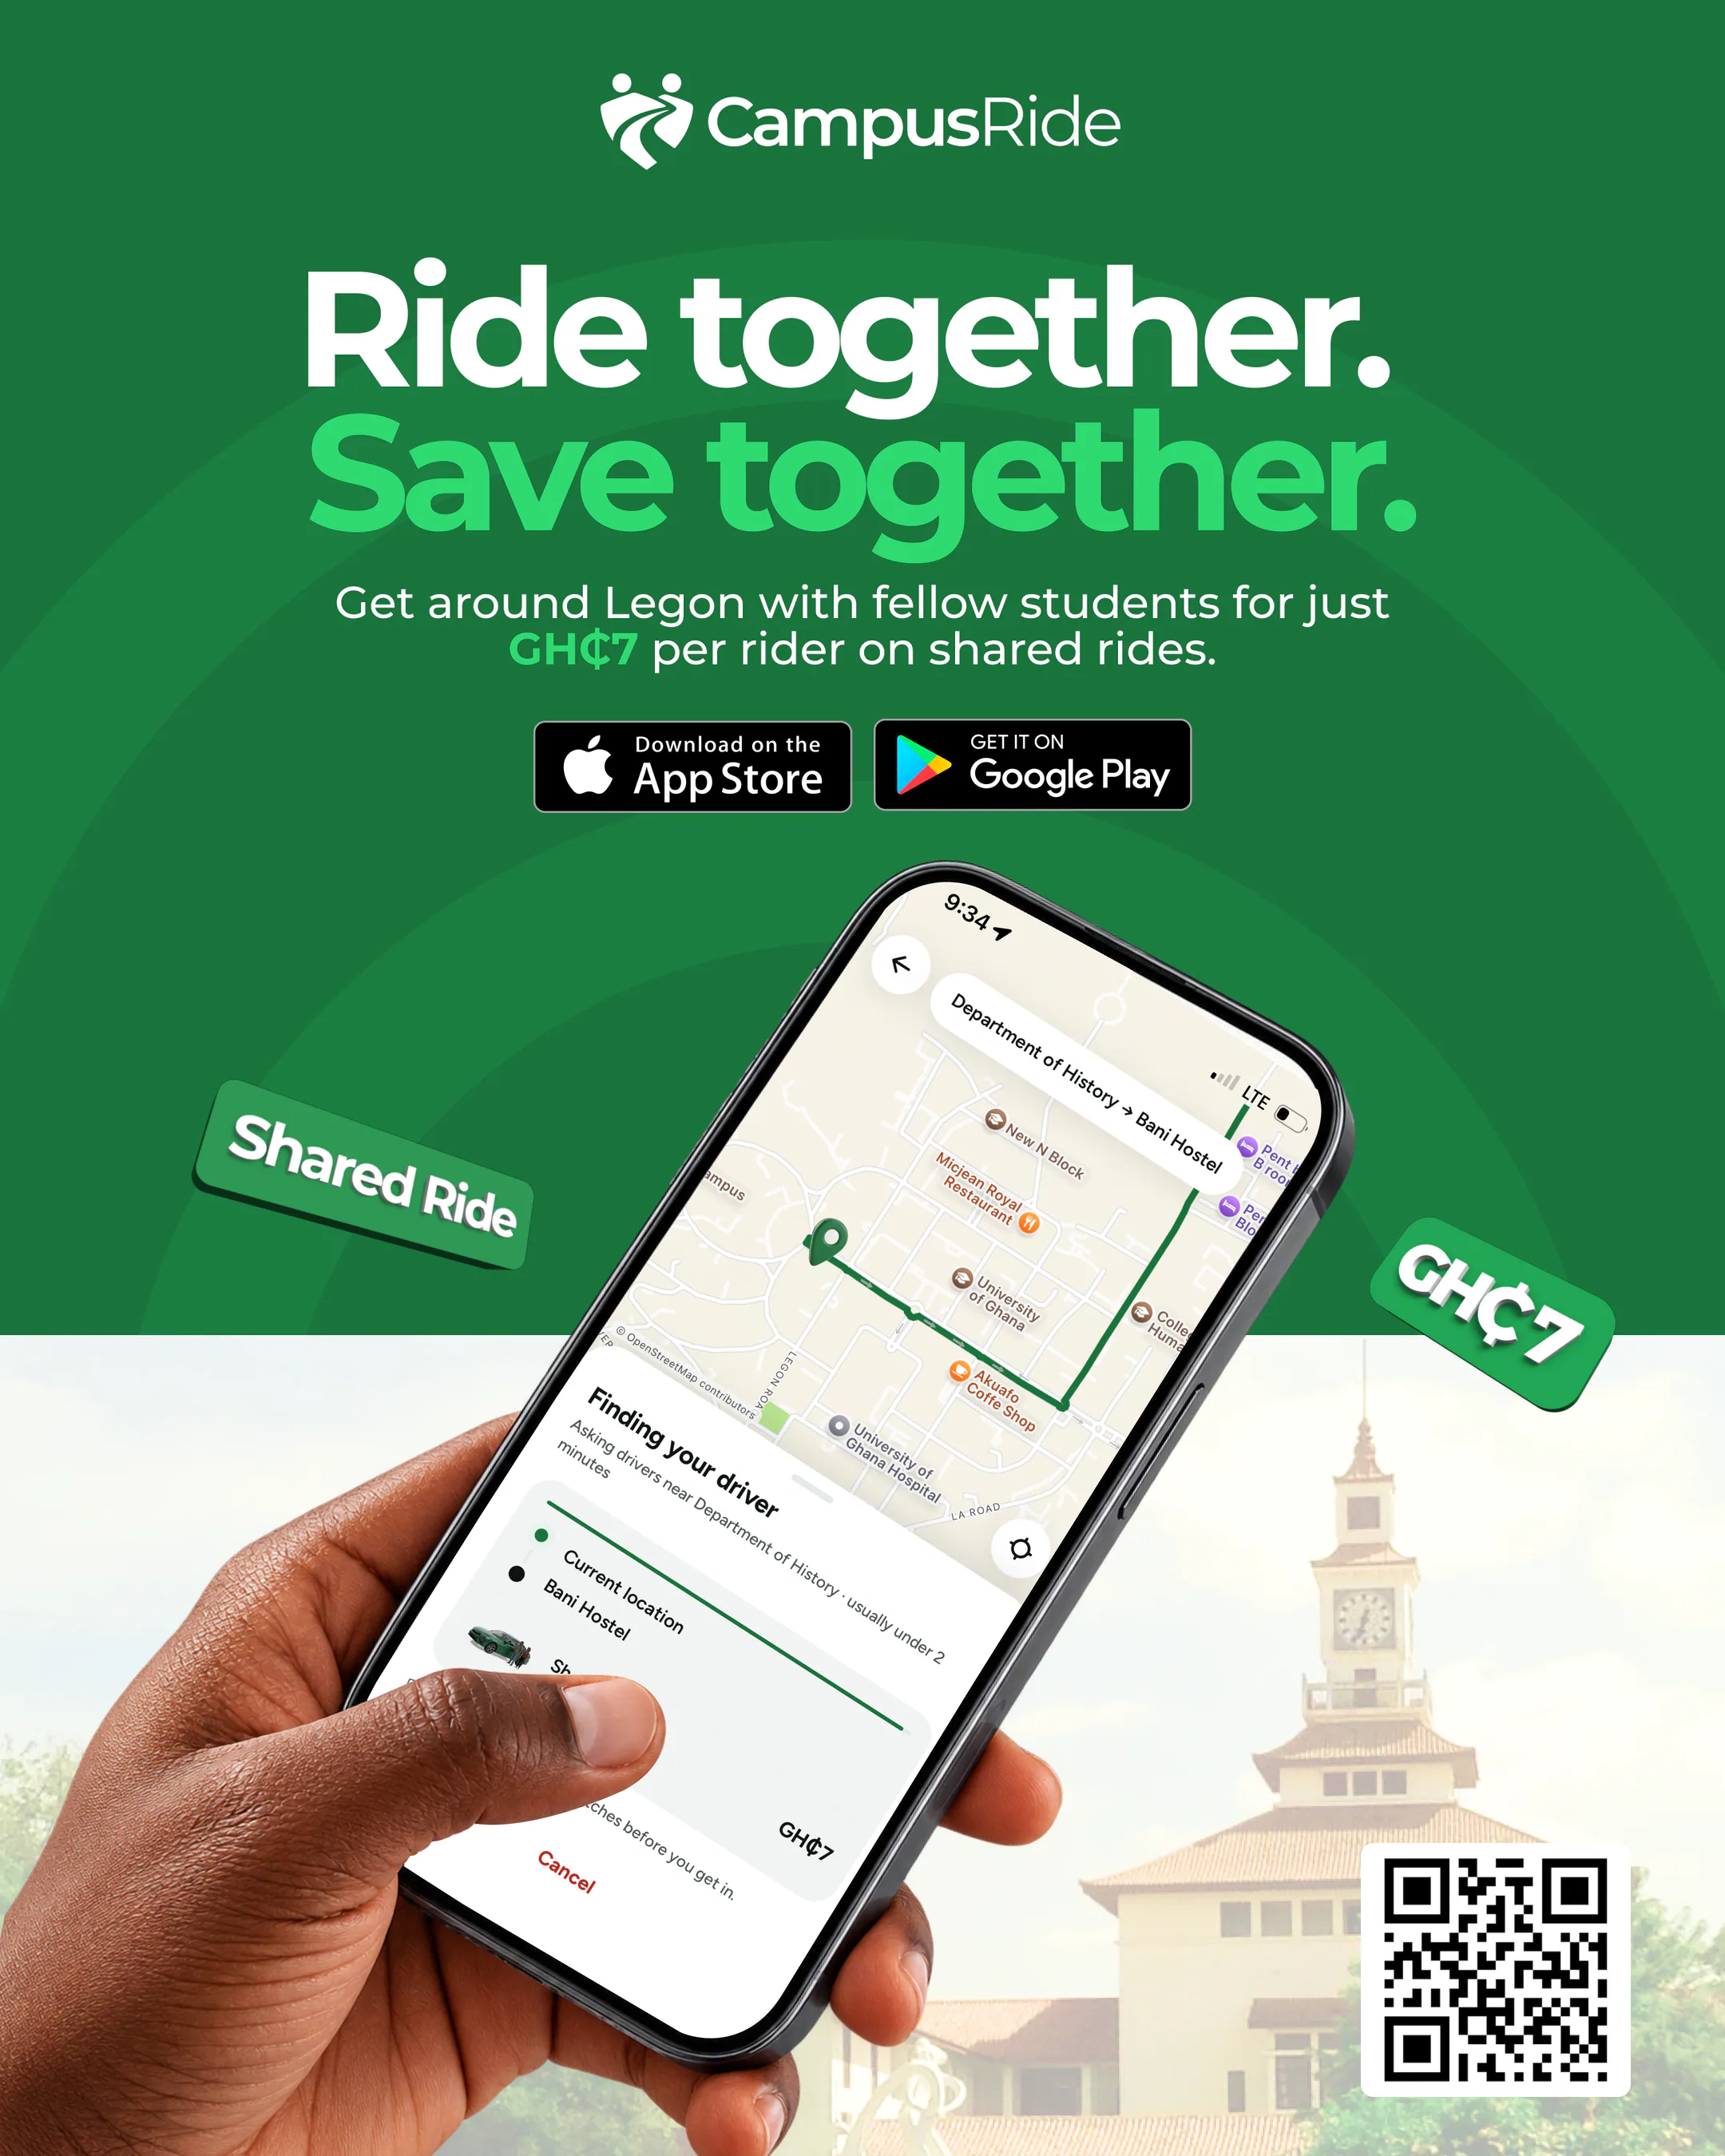 CampusRide
Ride together.
Save together.
Get around Legon with fellow students for just
GH₵7 per rider on shared rides.
Download on the
App Store
GET IT ON
Google Play
9:34
LTE
Department of History → Bani Hostel
New N Block
Pent
B
Micjean Royal
Restaurant
ampus
University
of Ghana
Akuafo
Coffe Shop
University of
Ghana Hospital
© OpenStreetMap contributors
LA ROAD
Shared Ride
GH₵7
Finding your driver
Asking drivers near Department of History · usually under 2
minutes
Current location
Bani Hostel
GH₵7
before you get in.
Cancel